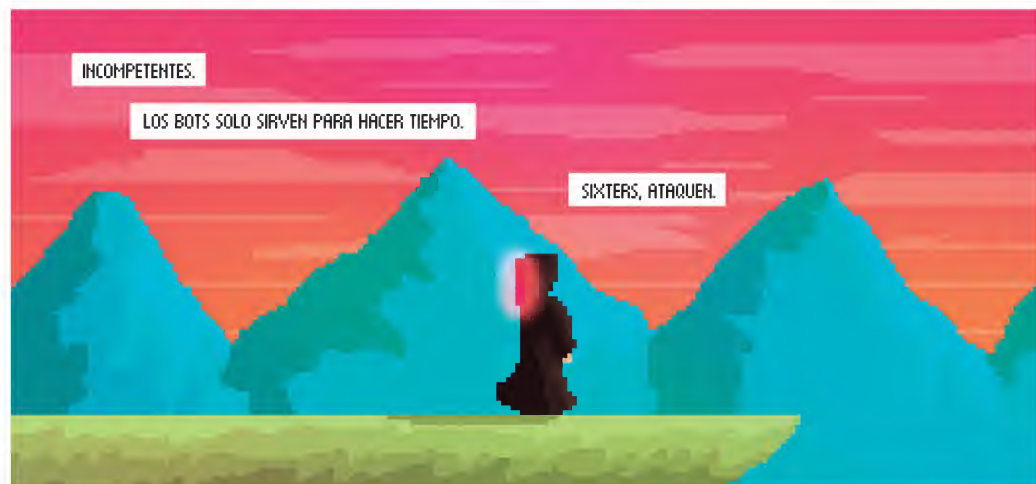 INCOMPETENTES.
LOS BOTS SOLO SIRVEN PARA HACER TIEMPO.
SIXTERS, ATAQUEN.